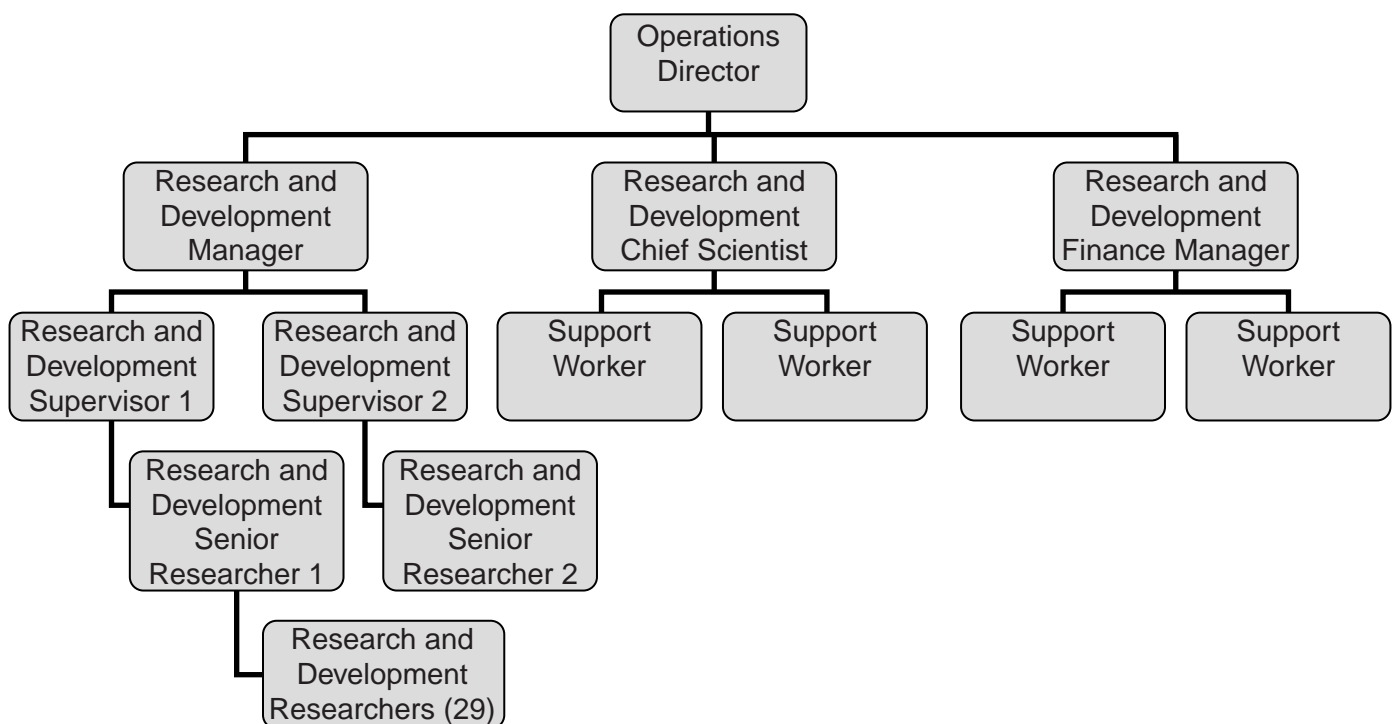 Operations
Director
Research and
Development
Manager
Research and
Development
Chief Scientist
Research and
Development
Finance Manager
Research and
Development
Supervisor 1
Research and
Development
Supervisor 2
Support
Worker
Support
Worker
Support
Worker
Support
Worker
Research and
Development
Senior
Researcher 1
Research and
Development
Senior
Researcher 2
Research and
Development
Researchers (29)